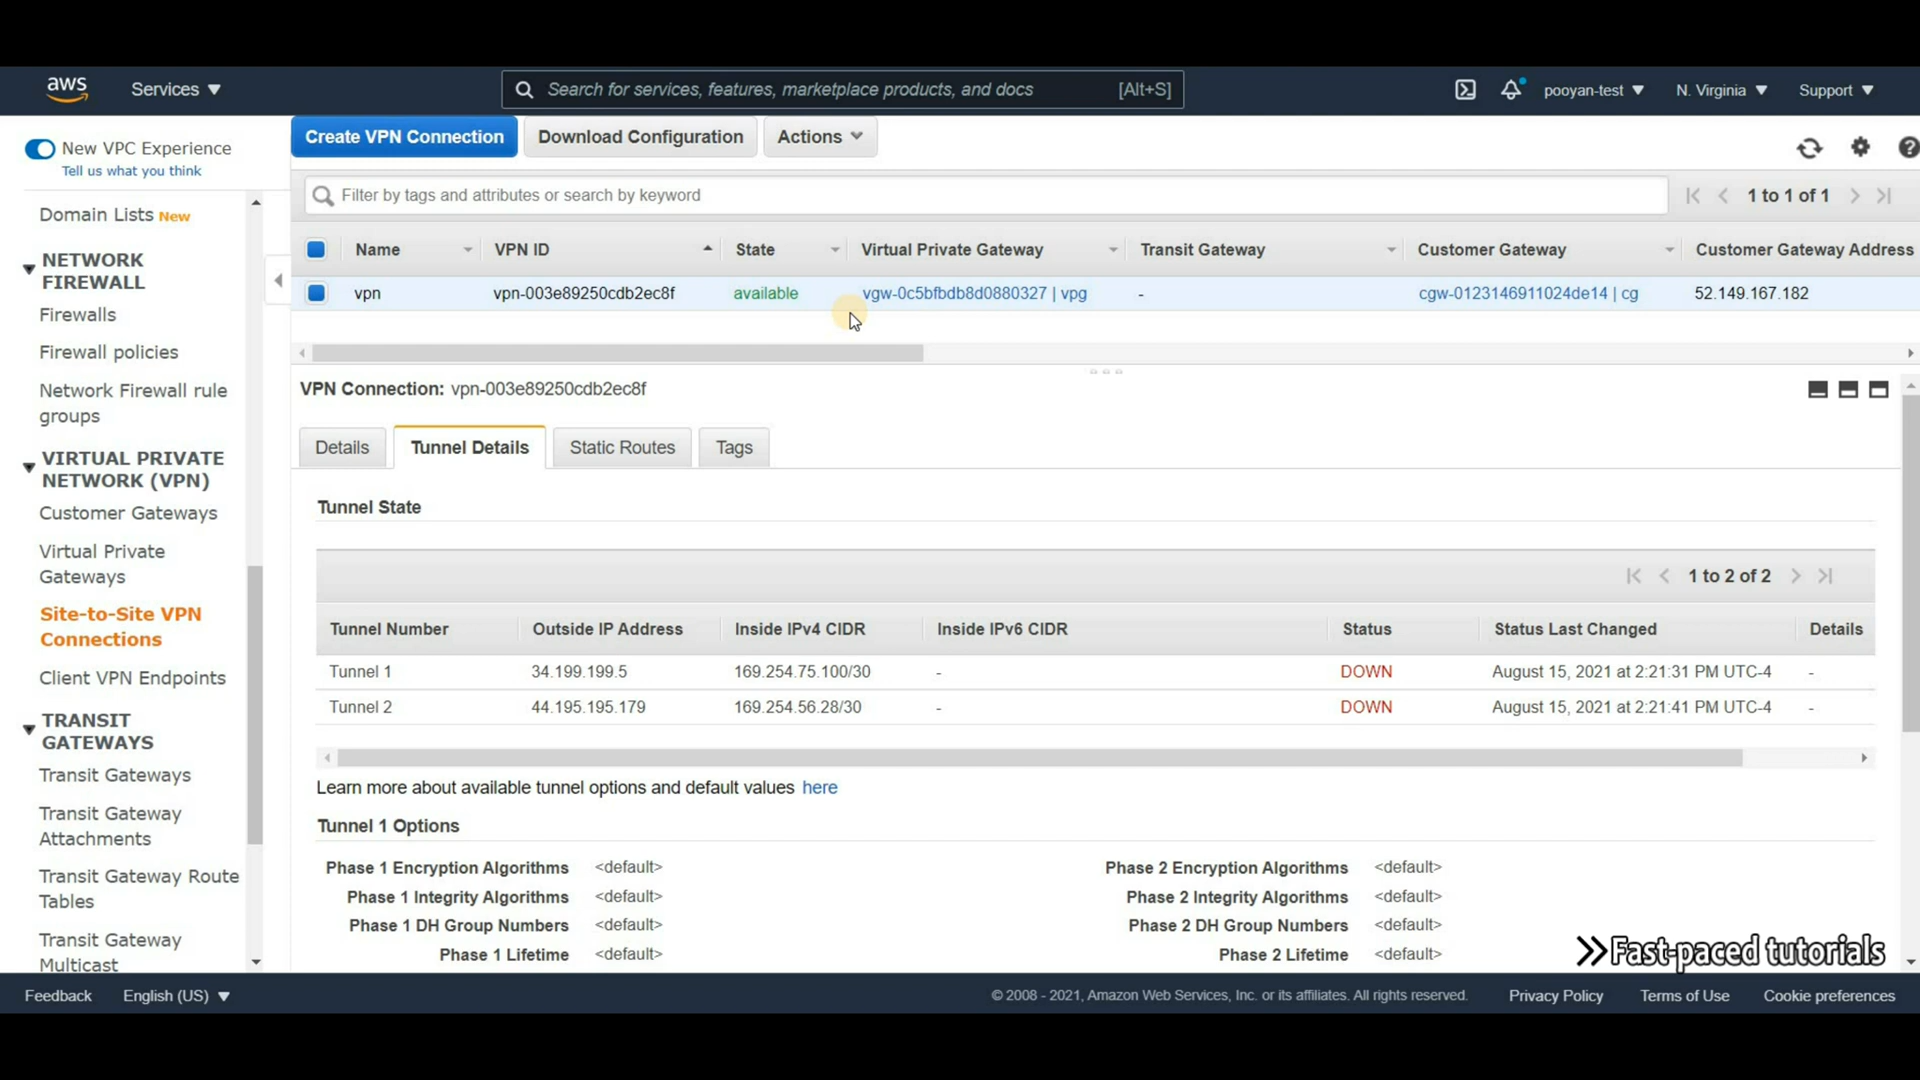 aws Services Search for services, features, marketplace products, and docs [Alt+S] pooyan-test N. Virginia Support
New VPC Experience
Tell us what you think
Domain Lists New
NETWORK
FIREWALL
Firewalls
Firewall policies
Network Firewall rule
groups
VIRTUAL PRIVATE
NETWORK (VPN)
Customer Gateways
Virtual Private
Gateways
Site-to-Site VPN
Connections
Client VPN Endpoints
TRANSIT
GATEWAYS
Transit Gateways
Transit Gateway
Attachments
Transit Gateway Route
Tables
Transit Gateway
Multicast
Create VPN Connection Download Configuration Actions
Filter by tags and attributes or search by keyword 1 to 1 of 1
Name VPN ID State Virtual Private Gateway Transit Gateway Customer Gateway Customer Gateway Address
vpn vpn-003e89250cdb2ec8f available vgw-0c5bfbdb8d0880327 | vpg - cgw-0123146911024de14 | cg 52.149.167.182
VPN Connection: vpn-003e89250cdb2ec8f
Details Tunnel Details Static Routes Tags
Tunnel State
1 to 2 of 2
Tunnel Number Outside IP Address Inside IPv4 CIDR Inside IPv6 CIDR Status Status Last Changed Details
Tunnel 1 34.199.199.5 169.254.75.100/30 - DOWN August 15, 2021 at 2:21:31 PM UTC-4 -
Tunnel 2 44.195.195.179 169.254.56.28/30 - DOWN August 15, 2021 at 2:21:41 PM UTC-4 -
Learn more about available tunnel options and default values here
Tunnel 1 Options
Phase 1 Encryption Algorithms <default> Phase 2 Encryption Algorithms <default>
Phase 1 Integrity Algorithms <default> Phase 2 Integrity Algorithms <default>
Phase 1 DH Group Numbers <default> Phase 2 DH Group Numbers <default>
Phase 1 Lifetime <default> Phase 2 Lifetime <default>
Fast-paced tutorials
Feedback English (US) © 2008 - 2021, Amazon Web Services, Inc. or its affiliates. All rights reserved. Privacy Policy Terms of Use Cookie preferences